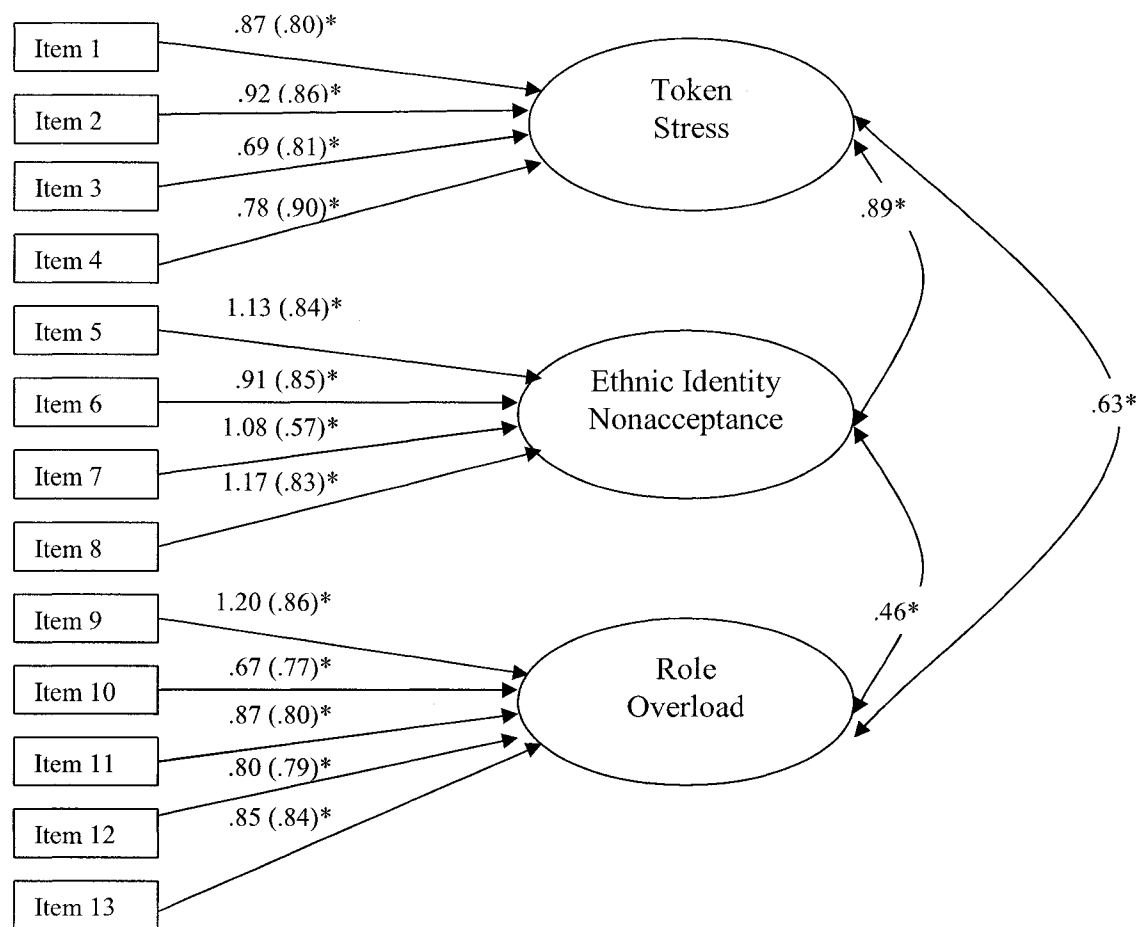 Item 1
.87 (.80)*
Item 2
.92 (.86)*
Item 3
.69 (.81)*
Item 4
.78 (.90)*
Token
Stress
.89*
Item 5
1.13 (.84)*
Item 6
.91 (.85)*
Item 7
1.08 (.57)*
Item 8
1.17 (.83)*
Ethnic Identity
Nonacceptance
.63*
Item 9
1.20 (.86)*
Item 10
.67 (.77)*
Item 11
.87 (.80)*
Item 12
.80 (.79)*
Item 13
.85 (.84)*
Role
Overload
.46*